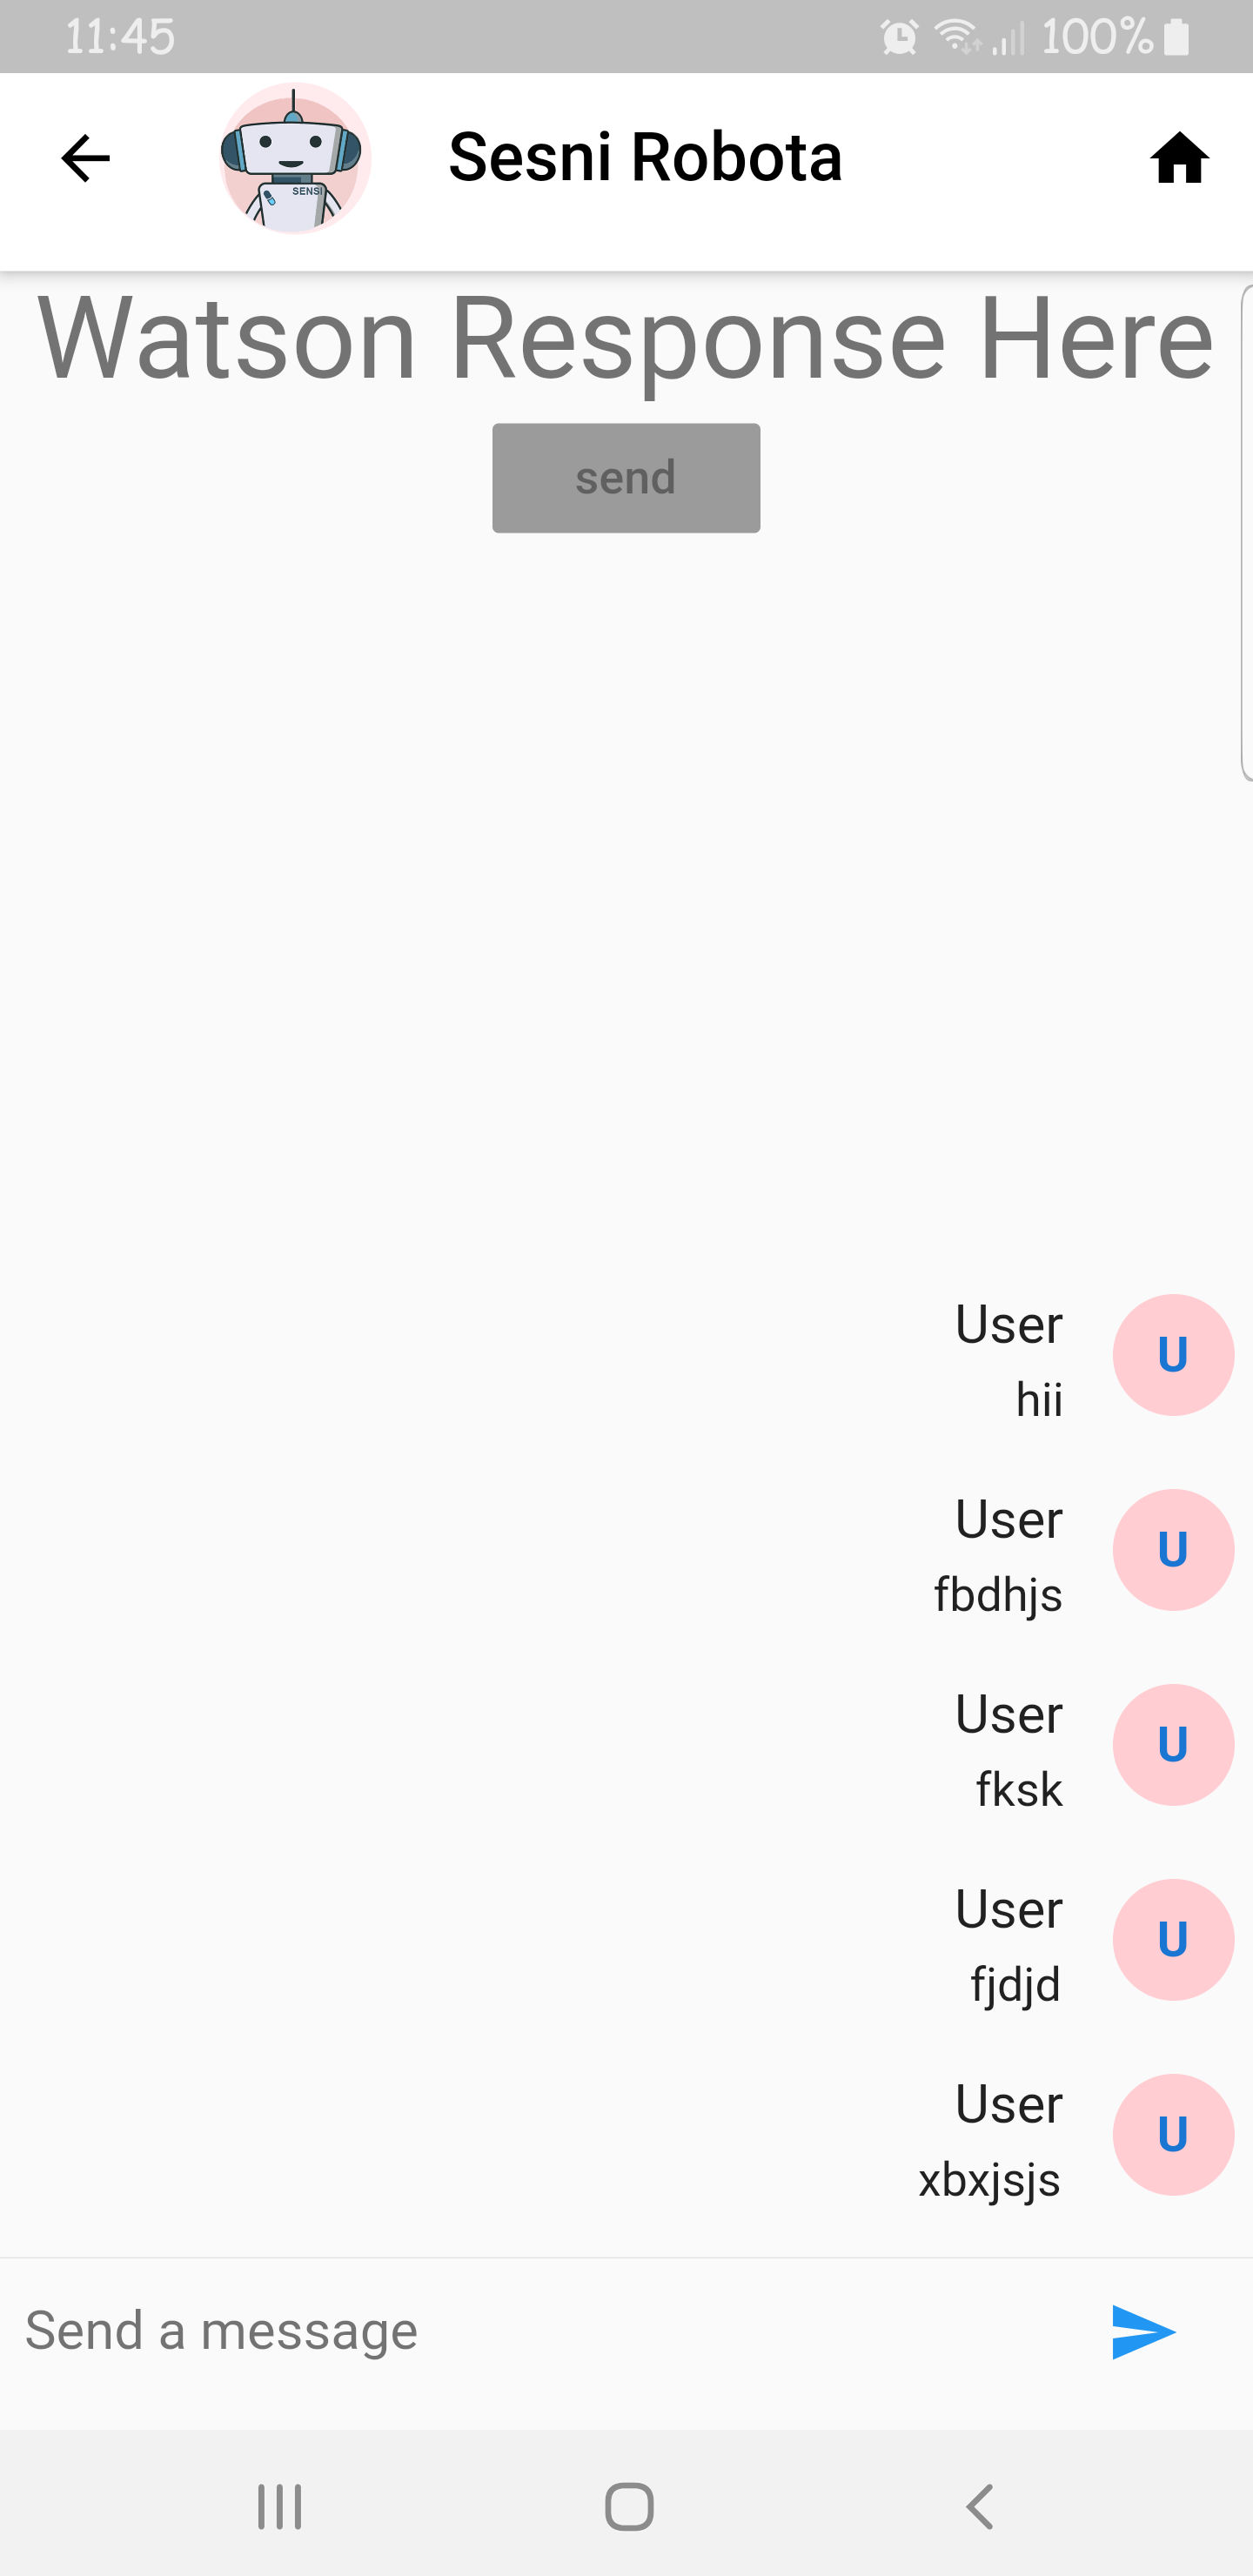 11:45
100%
SENSI
Sesni Robota
Watson Response Here
send
User
U
hii
User
U
fbdhjs
User
U
fksk
User
U
fjdjd
User
U
xbxjsjs
Send a message